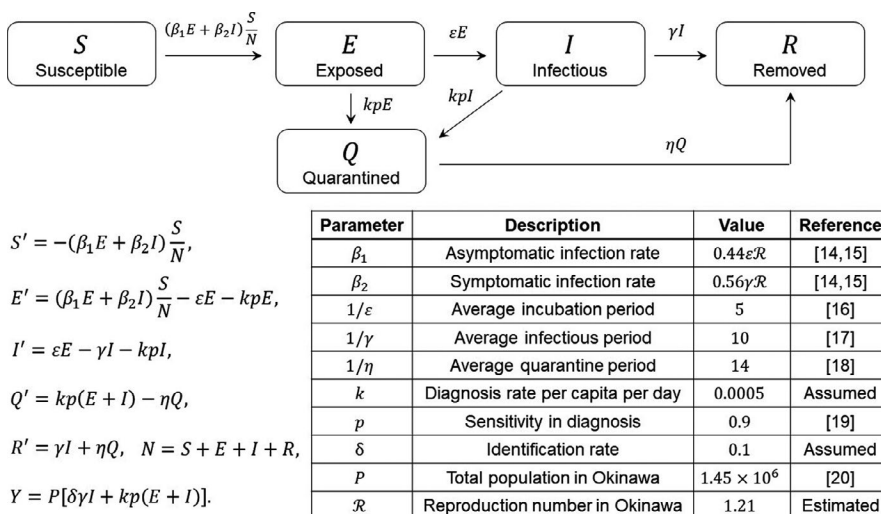 (β₁E + β₂I) S/N
εE
γI
S
Susceptible
E
Exposed
I
Infectious
R
Removed
kpE
kpI
Q
Quarantined
ηQ
S′ = −(β₁E + β₂I) S/N,
E′ = (β₁E + β₂I) S/N − εE − kpE,
I′ = εE − γI − kpI,
Q′ = kp(E + I) − ηQ,
R′ = γI + ηQ, N = S + E + I + R,
Y = P[δγI + kp(E + I)].
Parameter Description Value Reference
β₁ Asymptomatic infection rate 0.44εℛ [14,15]
β₂ Symptomatic infection rate 0.56γℛ [14,15]
1/ε Average incubation period 5 [16]
1/γ Average infectious period 10 [17]
1/η Average quarantine period 14 [18]
k Diagnosis rate per capita per day 0.0005 Assumed
p Sensitivity in diagnosis 0.9 [19]
δ Identification rate 0.1 Assumed
P Total population in Okinawa 1.45 × 10⁶ [20]
ℛ Reproduction number in Okinawa 1.21 Estimated